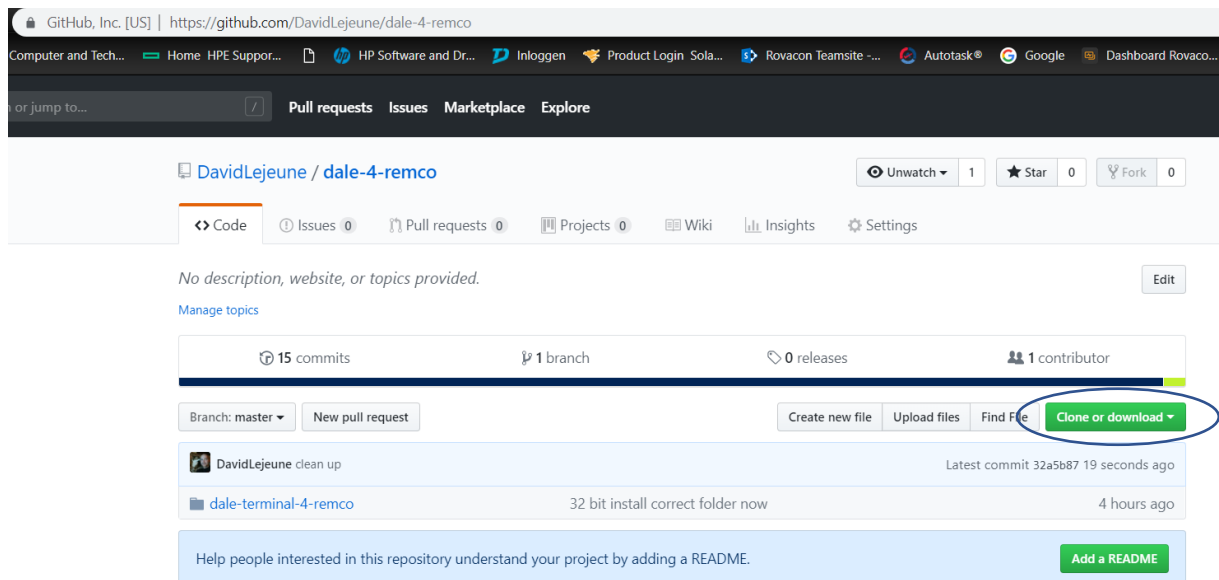 GitHub, Inc. [US] | https://github.com/DavidLejeune/dale-4-remco
Computer and Tech... Home HPE Suppor... HP Software and Dr... Inloggen Product Login Sola... Rovacon Teamsite -... Autotask® Google Dashboard Rovaco...
or jump to... / Pull requests Issues Marketplace Explore
DavidLejeune / dale-4-remco Unwatch 1 Star 0 Fork 0
Code Issues 0 Pull requests 0 Projects 0 Wiki Insights Settings
No description, website, or topics provided. Edit
Manage topics
15 commits 1 branch 0 releases 1 contributor
Branch: master New pull request Create new file Upload files Find File Clone or download
DavidLejeune clean up Latest commit 32a5b87 19 seconds ago
dale-terminal-4-remco 32 bit install correct folder now 4 hours ago
Help people interested in this repository understand your project by adding a README. Add a README